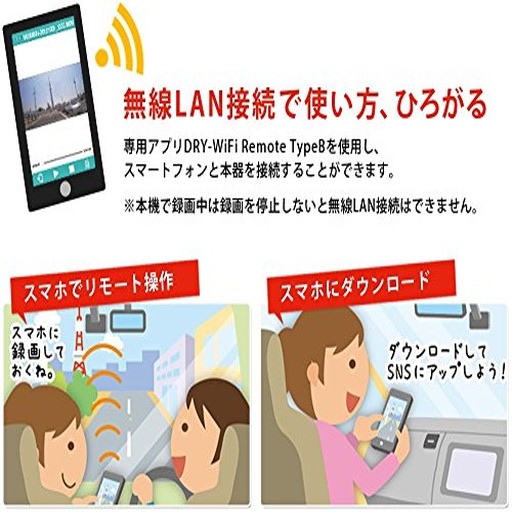 無線LAN接続で使い方、ひろがる
専用アプリDRY-WiFi Remote TypeBを使用し、
スマートフォンと本器を接続することができます。
※本機で録画中は録画を停止しないと無線LAN接続はできません。
スマホでリモート操作
スマホに
録画して
おくね。
スマホにダウンロード
ダウンロードして
SNSにアップしよう!